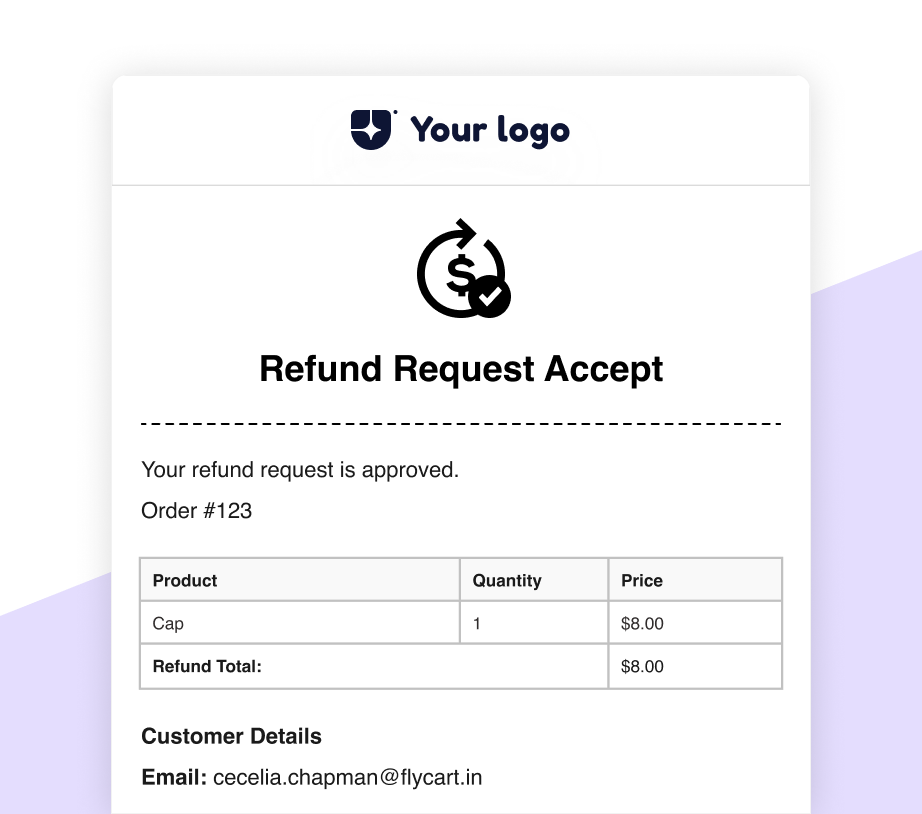 Your logo
$
Refund Request Accept
Your refund request is approved.
Order #123
Product Quantity Price
Cap 1 $8.00
Refund Total: $8.00
Customer Details
Email: cecelia.chapman@flycart.in